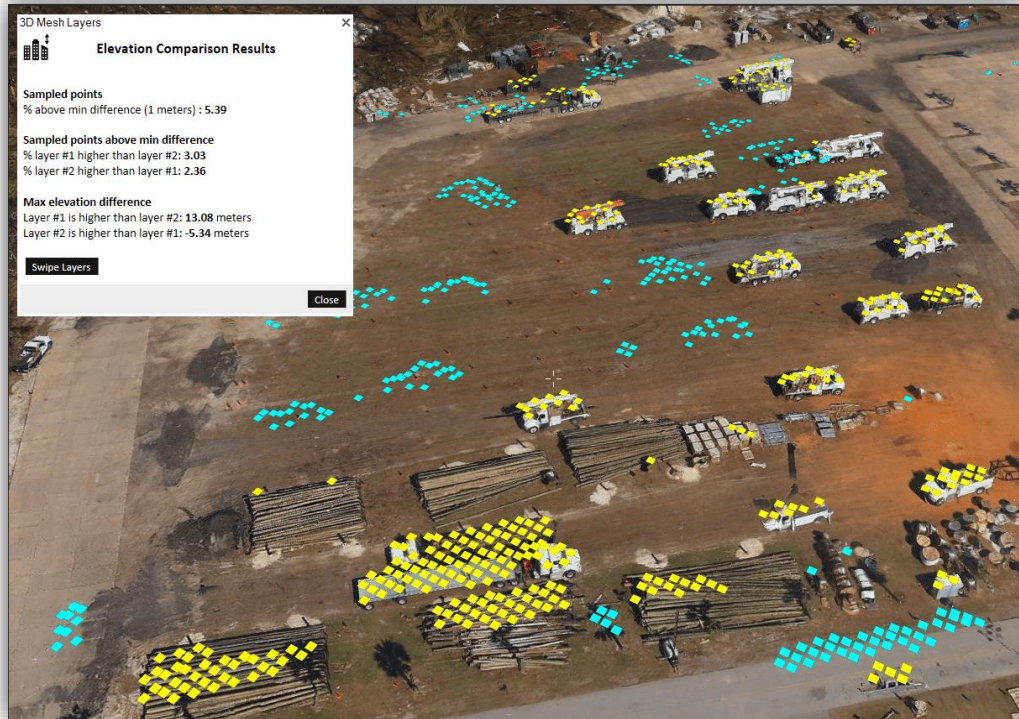 3D Mesh Layers
Elevation Comparison Results
Sampled points
% above min difference (1 meters) : 5.39
Sampled points above min difference
% layer #1 higher than layer #2: 3.03
% layer #2 higher than layer #1: 2.36
Max elevation difference
Layer #1 is higher than layer #2: 13.08 meters
Layer #2 is higher than layer #1: -5.34 meters
Swipe Layers
Close